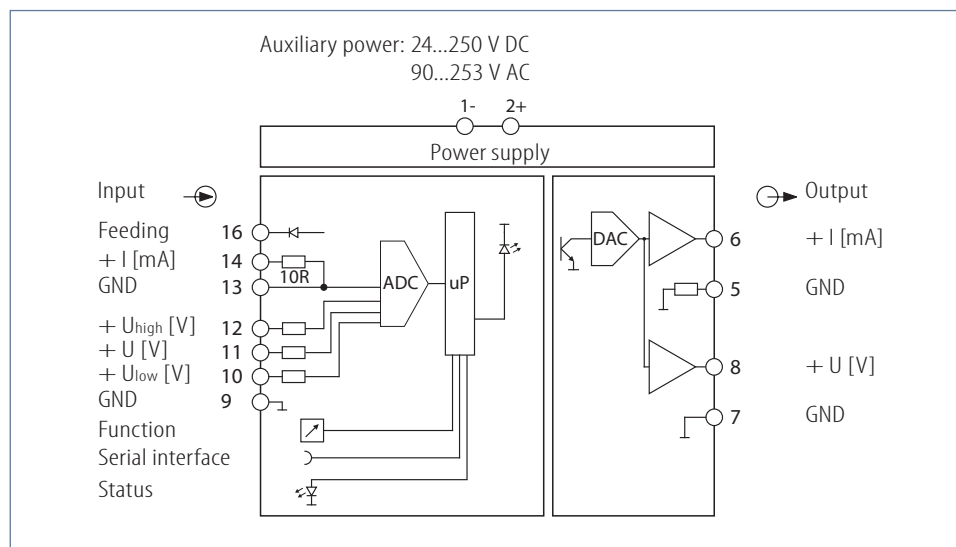 Auxiliary power: 24...250 V DC
90...253 V AC
1- 2+
Power supply
Input
Output
Feeding 16
+ I [mA] 14
10R
GND 13
+ Uhigh [V] 12
+ U [V] 11
+ Ulow [V] 10
GND 9
Function
Serial interface
Status
ADC
uP
DAC
6 + I [mA]
5 GND
8 + U [V]
7 GND